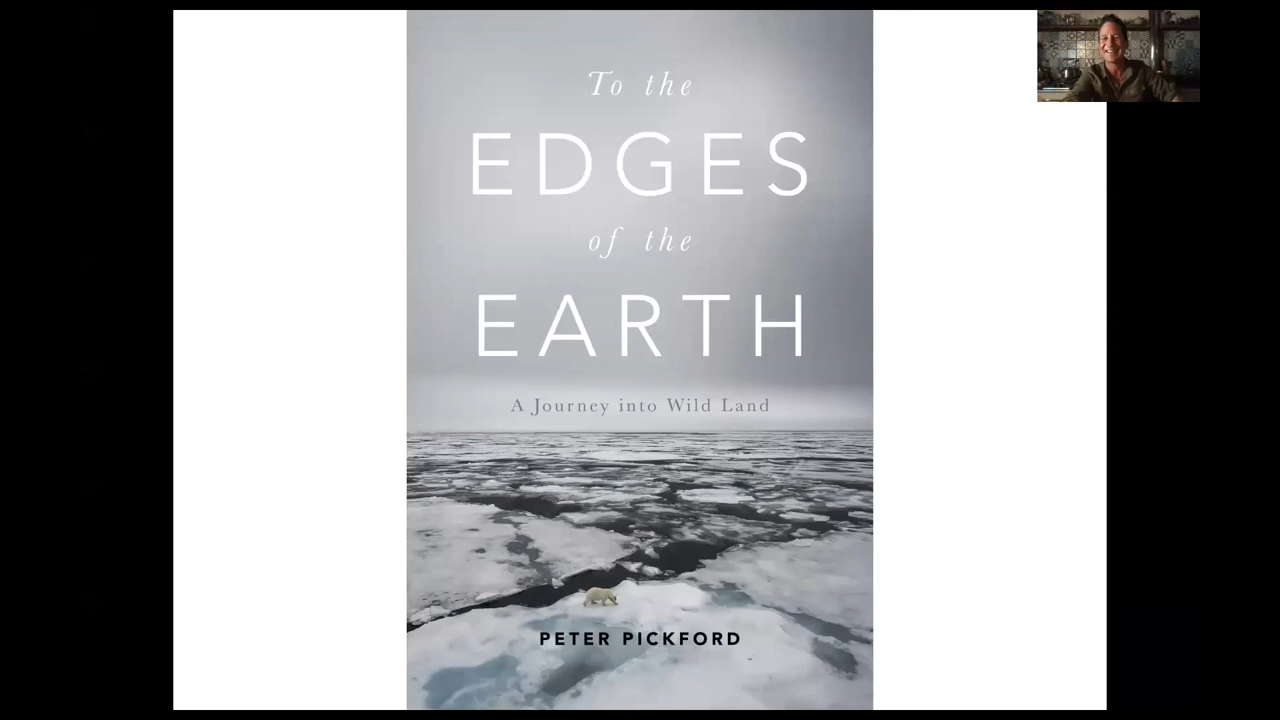 To the
EDGES
of the
EARTH
A Journey into Wild Land
PETER PICKFORD